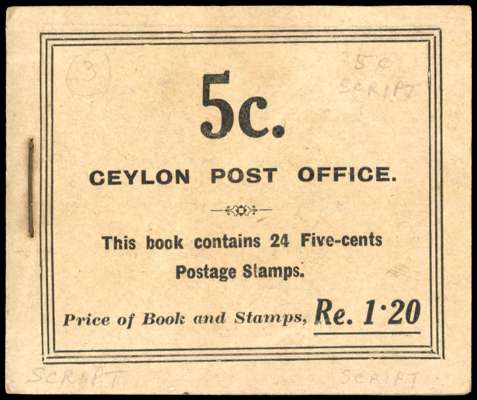 3
5c
SCRIPT
5c.
CEYLON POST OFFICE.
This book contains 24 Five-cents
Postage Stamps.
Price of Book and Stamps, Re. 1·20
SCRIPT SCRIPT